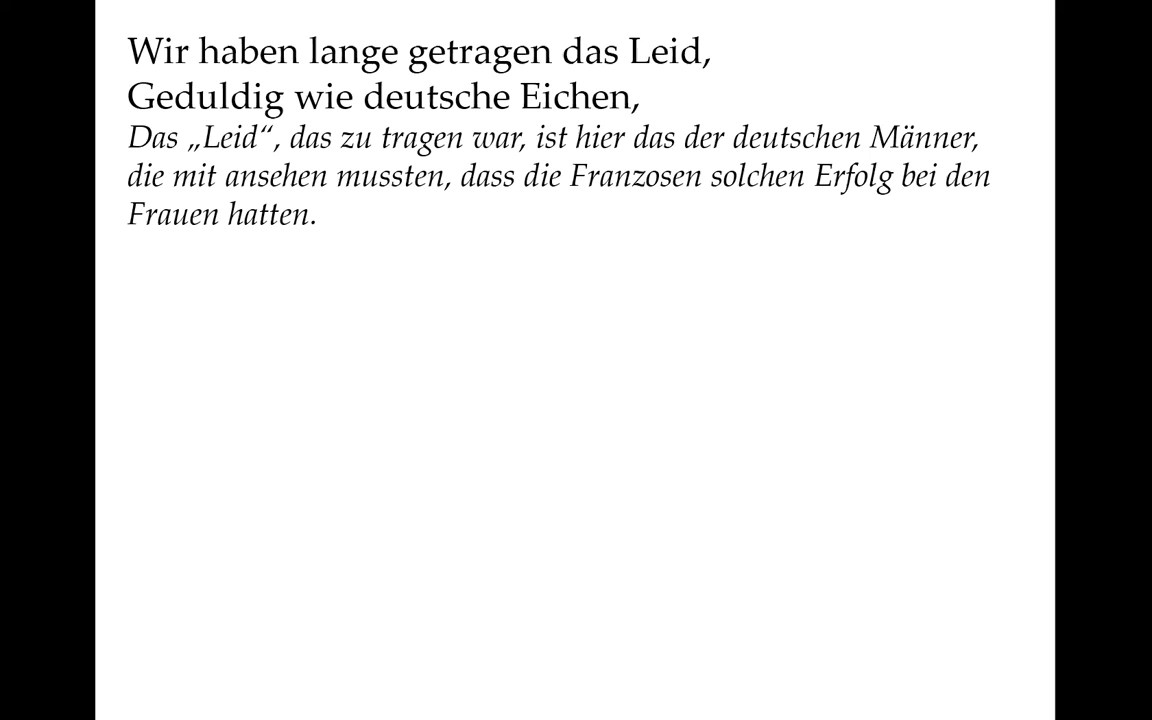 Wir haben lange getragen das Leid,
Geduldig wie deutsche Eichen,
Das „Leid“, das zu tragen war, ist hier das der deutschen Männer,
die mit ansehen mussten, dass die Franzosen solchen Erfolg bei den
Frauen hatten.